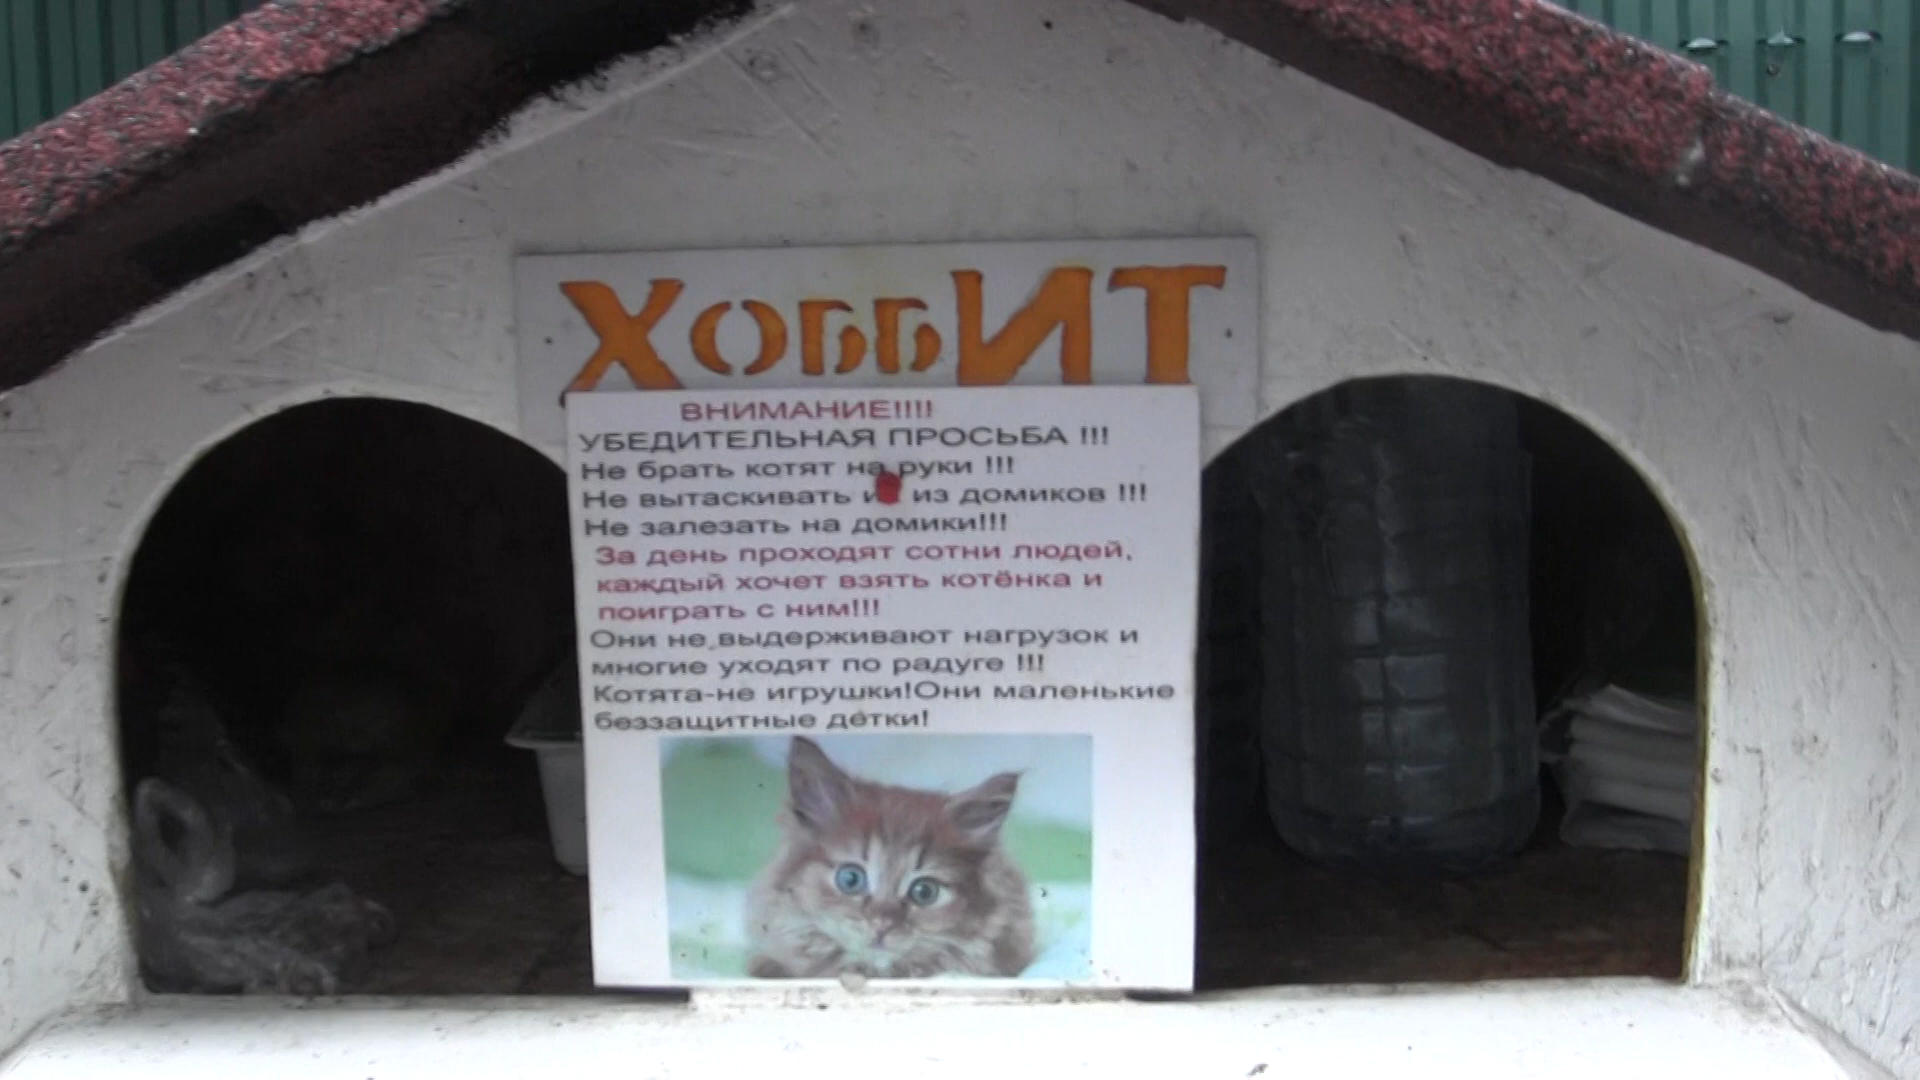 ХОББИТ
ВНИМАНИЕ!!!!
УБЕДИТЕЛЬНАЯ ПРОСЬБА !!!
Не брать котят на руки !!!
Не вытаскивать из домиков !!!
Не залезать на домики!!!
За день проходят сотни людей,
каждый хочет взять котёнка и
поиграть с ним!!!
Они не выдерживают нагрузок и
многие уходят по радуге !!!
Котята-не игрушки!Они маленькие
беззащитные детки!